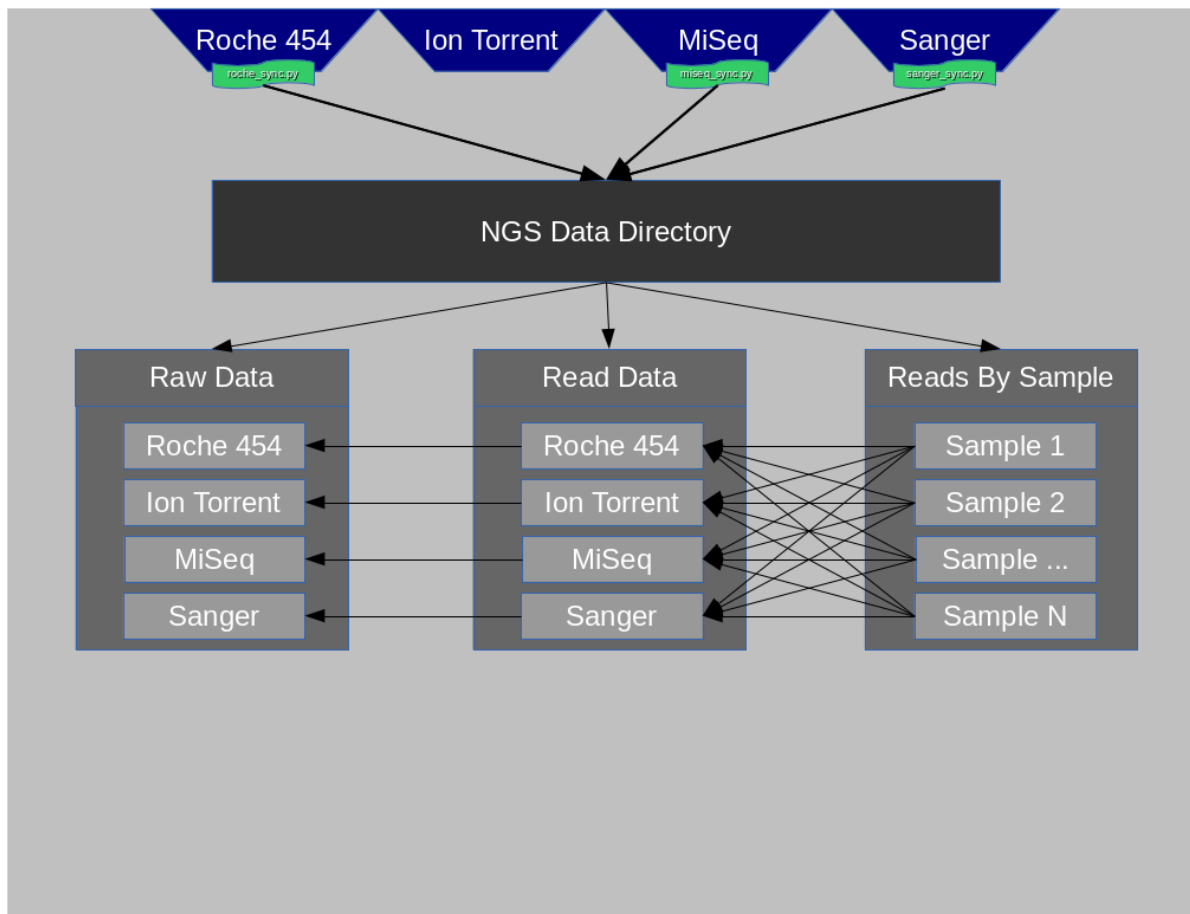 Roche 454
Ion Torrent
MiSeq
Sanger
roche_sync.py
miseq_sync.py
sanger_sync.py
NGS Data Directory
Raw Data
Roche 454
Ion Torrent
MiSeq
Sanger
Read Data
Roche 454
Ion Torrent
MiSeq
Sanger
Reads By Sample
Sample 1
Sample 2
Sample ...
Sample N